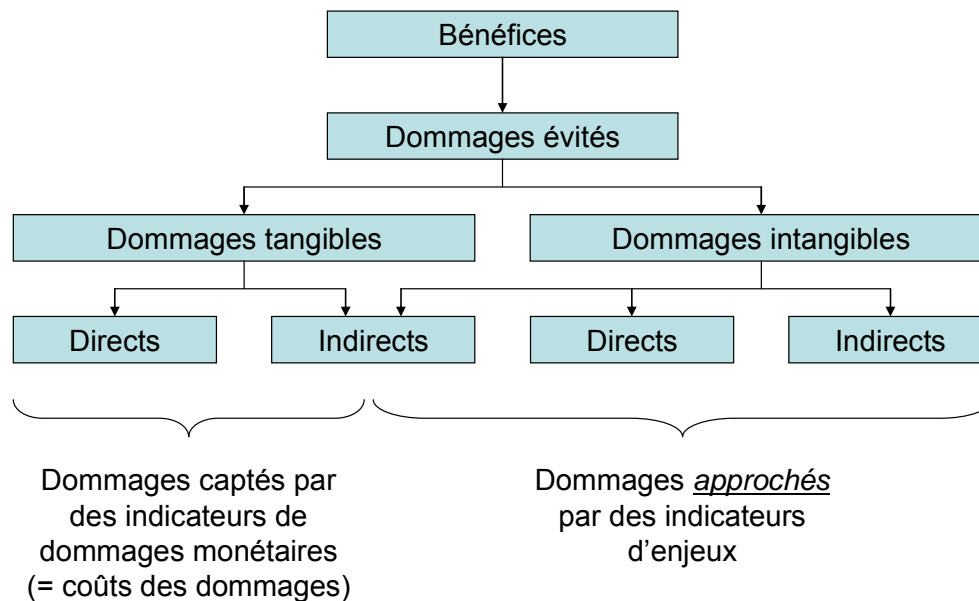 Bénéfices
Dommages évités
Dommages tangibles
Dommages intangibles
Directs
Indirects
Directs
Indirects
Dommages captés par
des indicateurs de
dommages monétaires
(= coûts des dommages)
Dommages approchés
par des indicateurs
d’enjeux